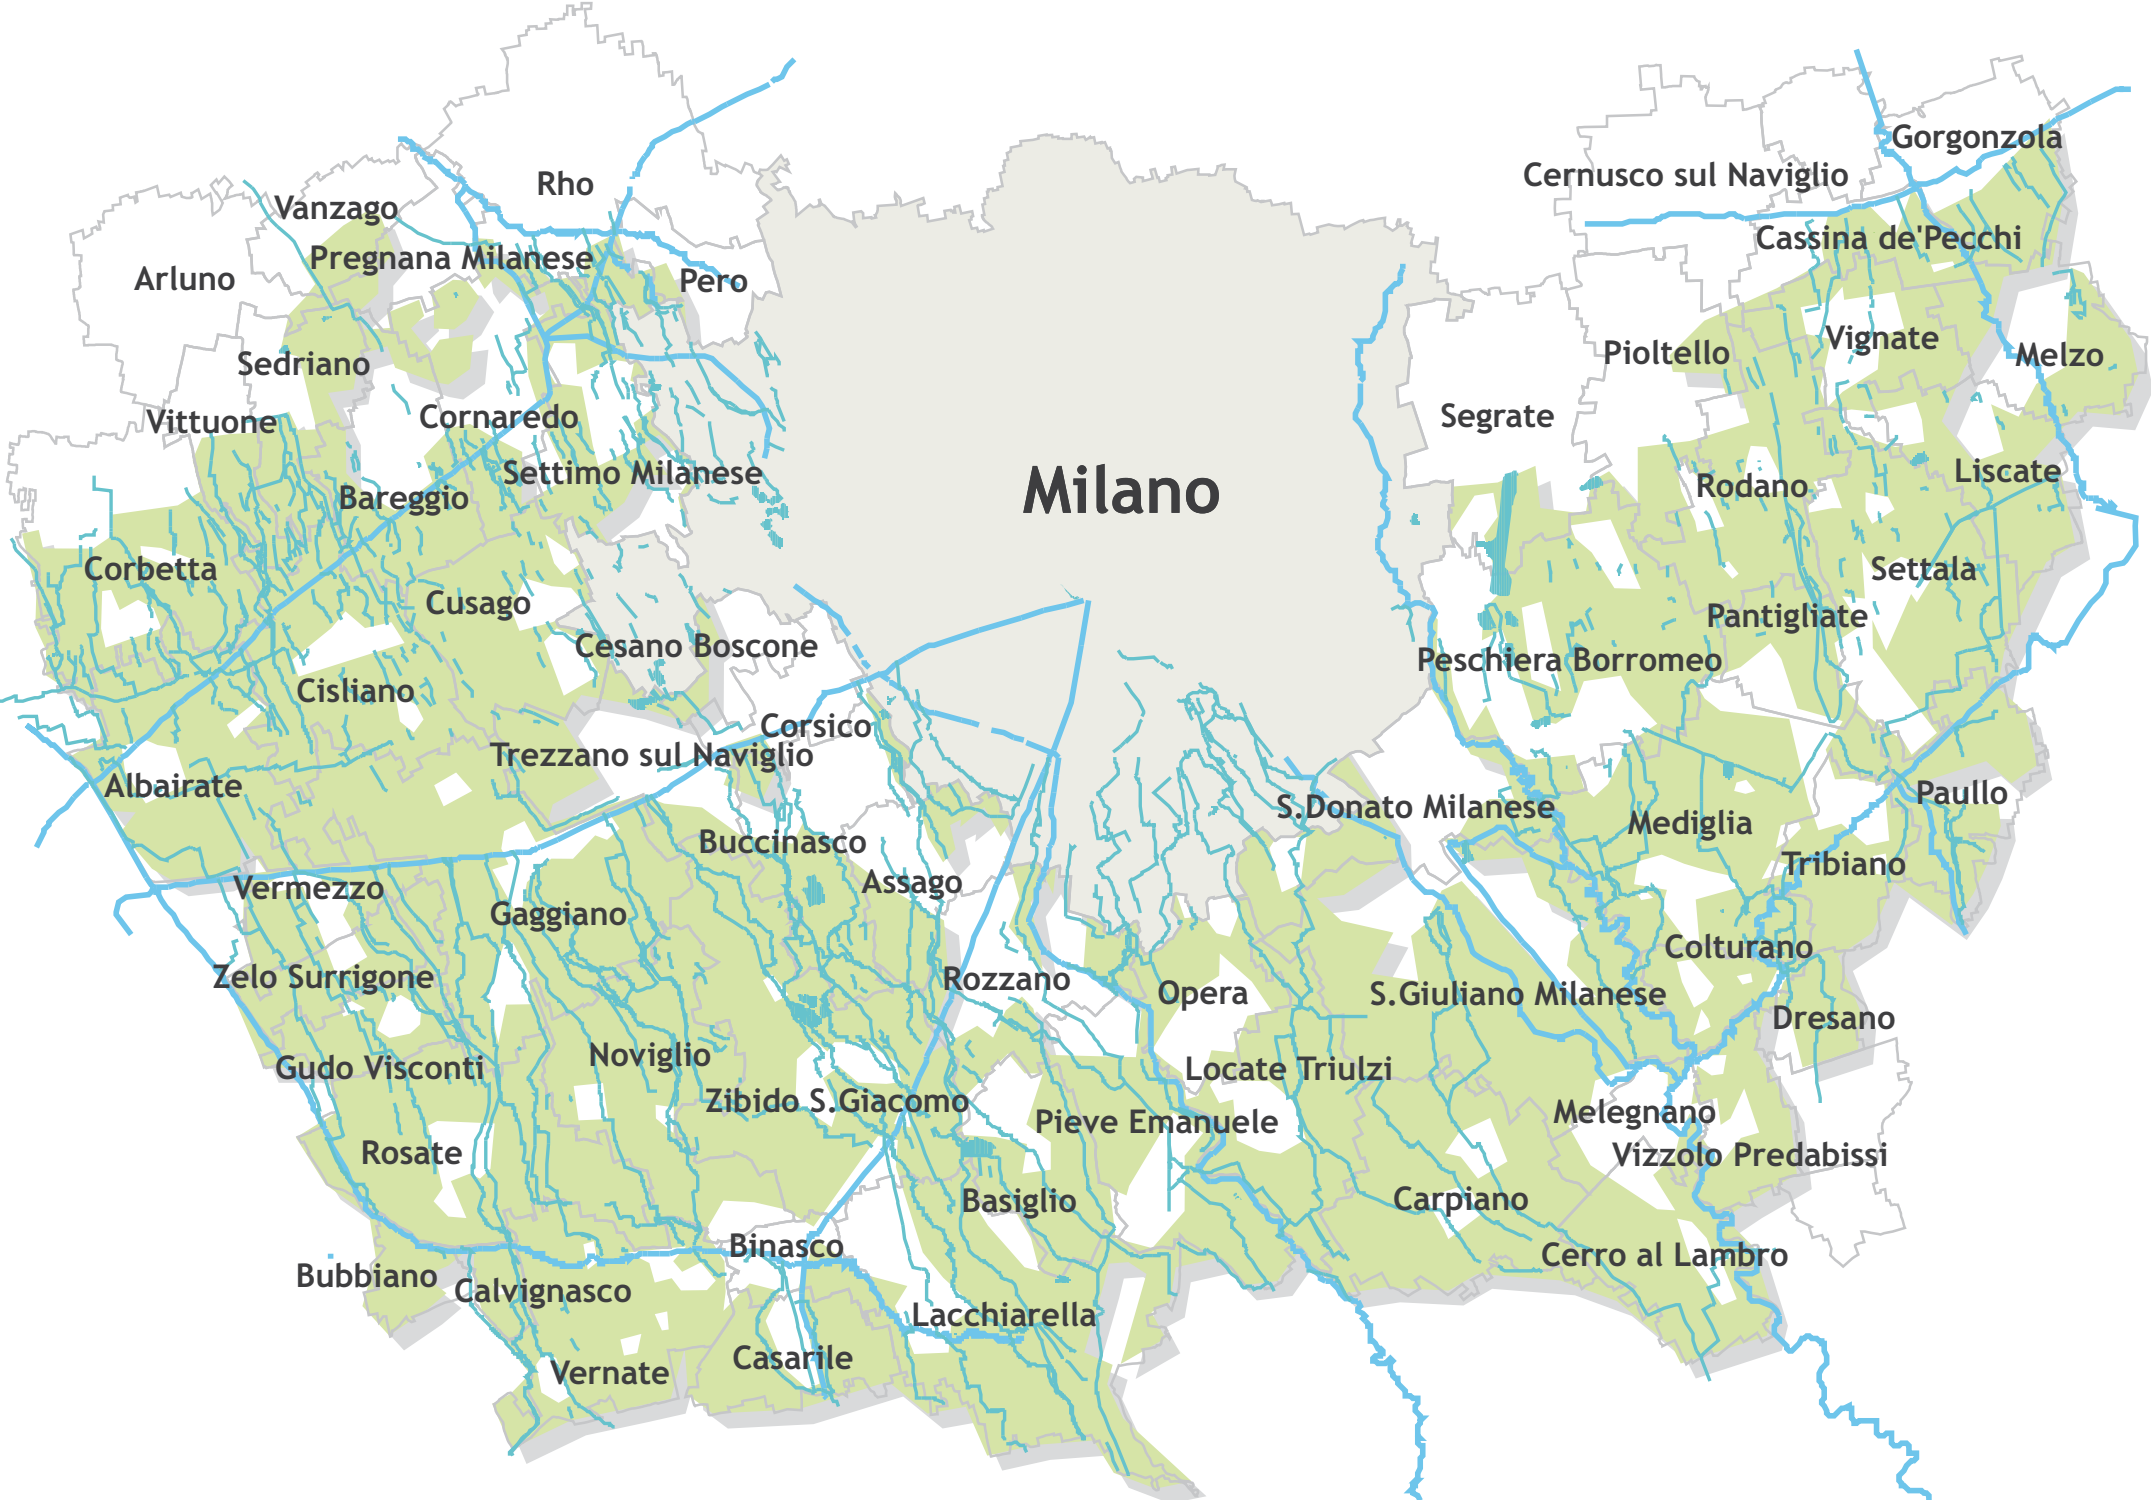 Gorgonzola
Cernusco sul Naviglio
Rho
Vanzago
Cassina de'Pecchi
Pregnana Milanese
Arluno
Pero
Vignate
Pioltello
Melzo
Sedriano
Segrate
Cornaredo
Vittuone
Liscate
Settimo Milanese
Rodano
Milano
Bareggio
Corbetta
Settala
Cusago
Pantigliate
Cesano Boscone
Peschiera Borromeo
Cisliano
Corsico
Trezzano sul Naviglio
Albairate
Paullo
S.Donato Milanese
Mediglia
Buccinasco
Tribiano
Assago
Vermezzo
Gaggiano
Colturano
Zelo Surrigone
Rozzano
Opera
S.Giuliano Milanese
Dresano
Noviglio
Gudo Visconti
Locate Triulzi
Zibido S.Giacomo
Melegnano
Pieve Emanuele
Rosate
Vizzolo Predabissi
Basiglio
Carpiano
Binasco
Cerro al Lambro
Bubbiano
Calvignasco
Lacchiarella
Casarile
Vernate